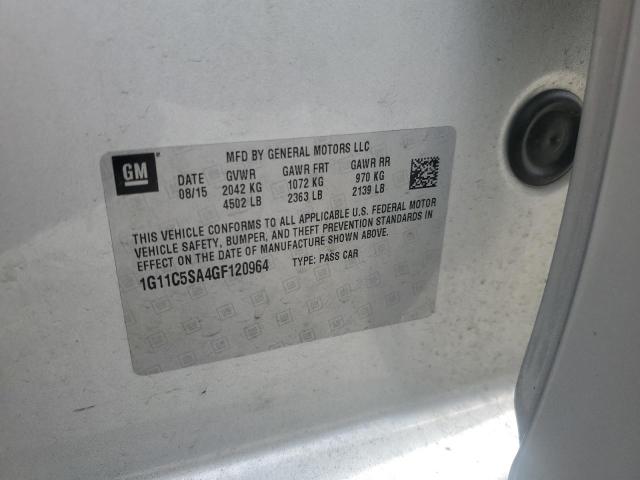 GM
MFD BY GENERAL MOTORS LLC
DATE GVWR GAWR FRT GAWR RR
08/15 2042 KG 1072 KG 970 KG
4502 LB 2363 LB 2139 LB
THIS VEHICLE CONFORMS TO ALL APPLICABLE U.S. FEDERAL MOTOR
VEHICLE SAFETY, BUMPER, AND THEFT PREVENTION STANDARDS IN
EFFECT ON THE DATE OF MANUFACTURE SHOWN ABOVE.
1G11C5SA4GF120964 TYPE: PASS CAR